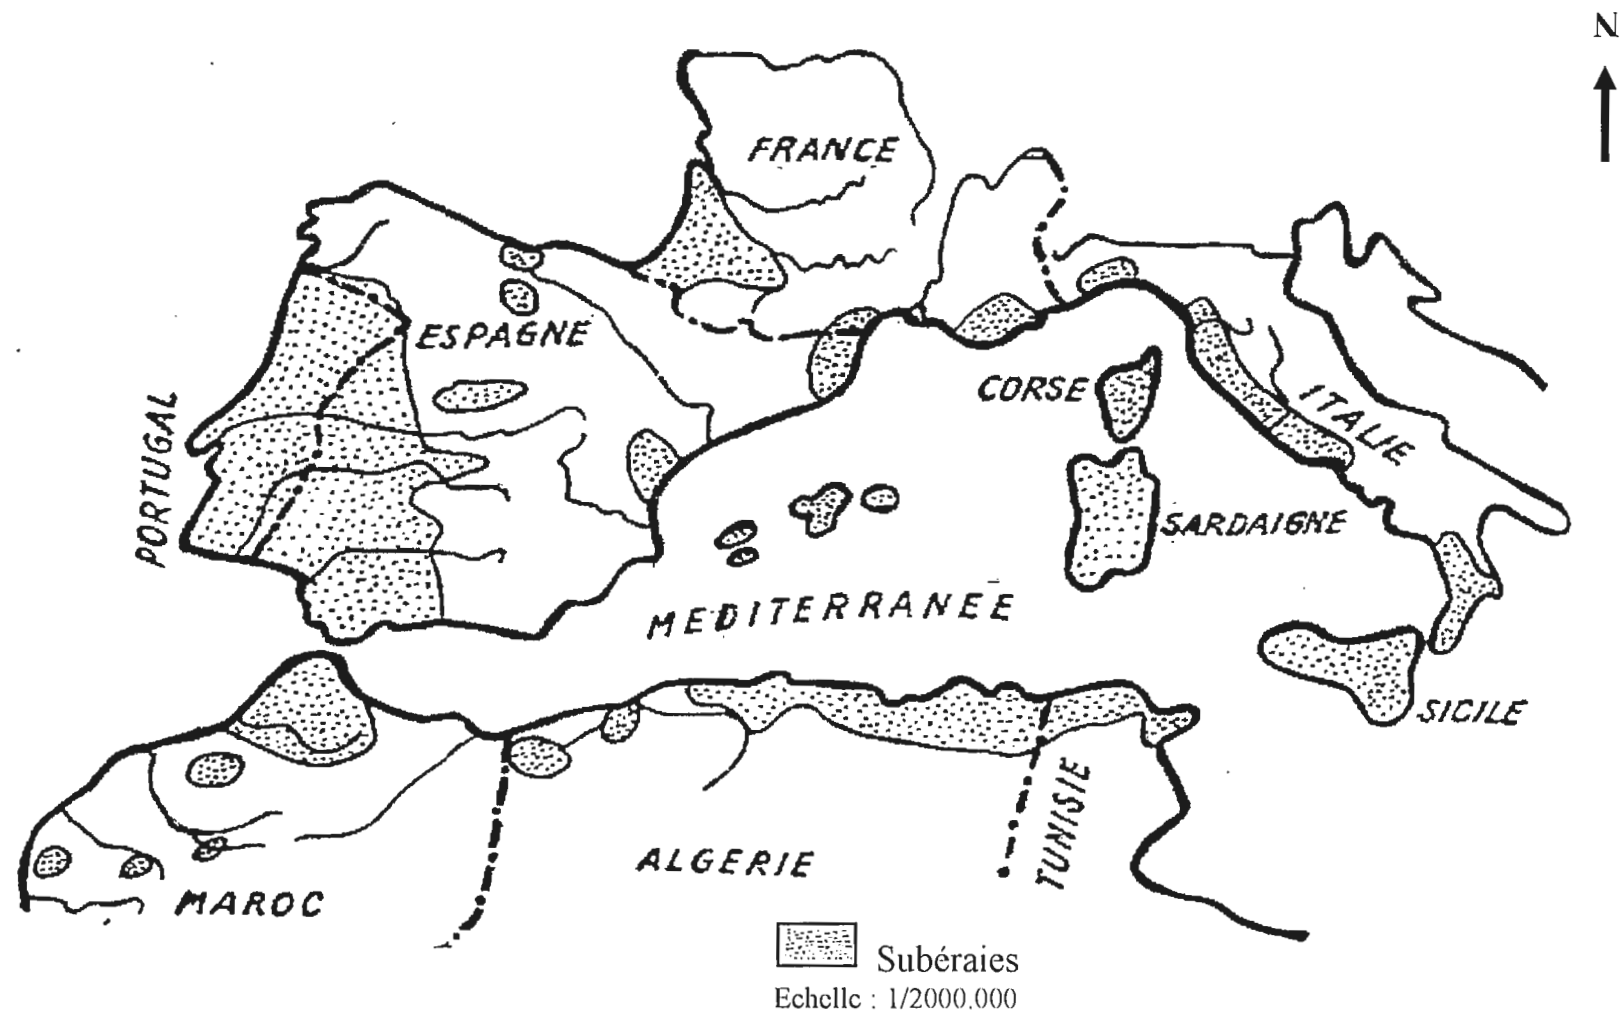 N
FRANCE
ESPAGNE
CORSE
ITALIE
PORTUGAL
SARDAIGNE
MEDITERRANEE
SICILE
TUNISIE
ALGERIE
MAROC
Subéraies
Echelle : 1/2000.000